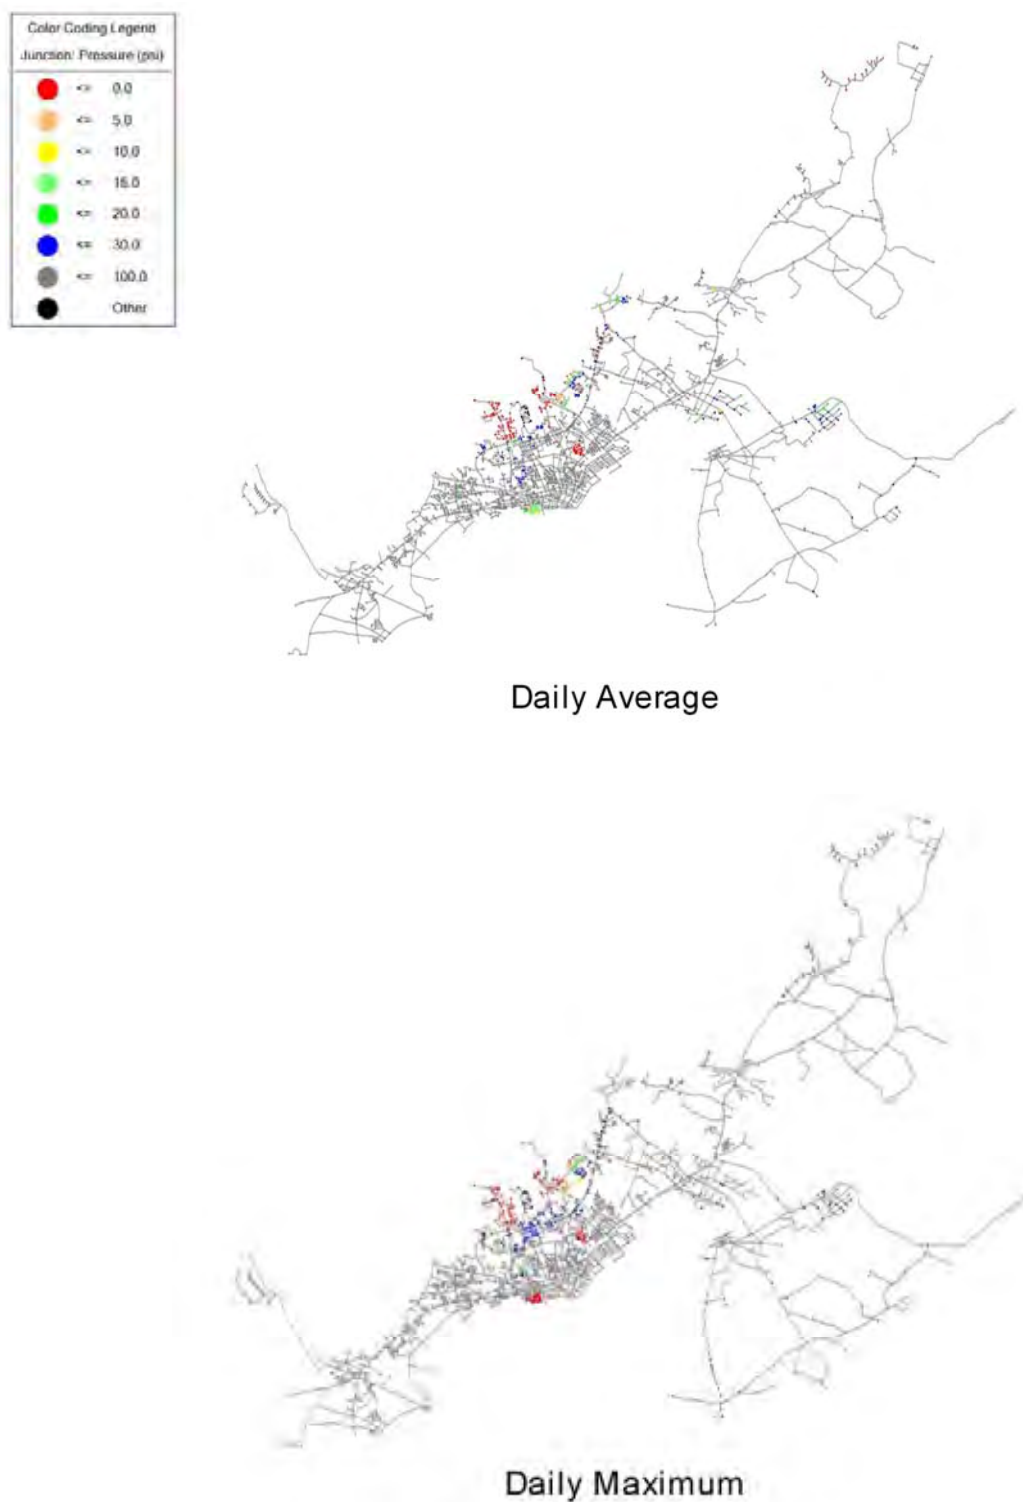 Color Coding Legend
Junction: Pressure (psi)
<= 0.0
<= 5.0
<= 10.0
<= 15.0
<= 20.0
<= 30.0
<= 100.0
Other
Daily Average
Daily Maximum